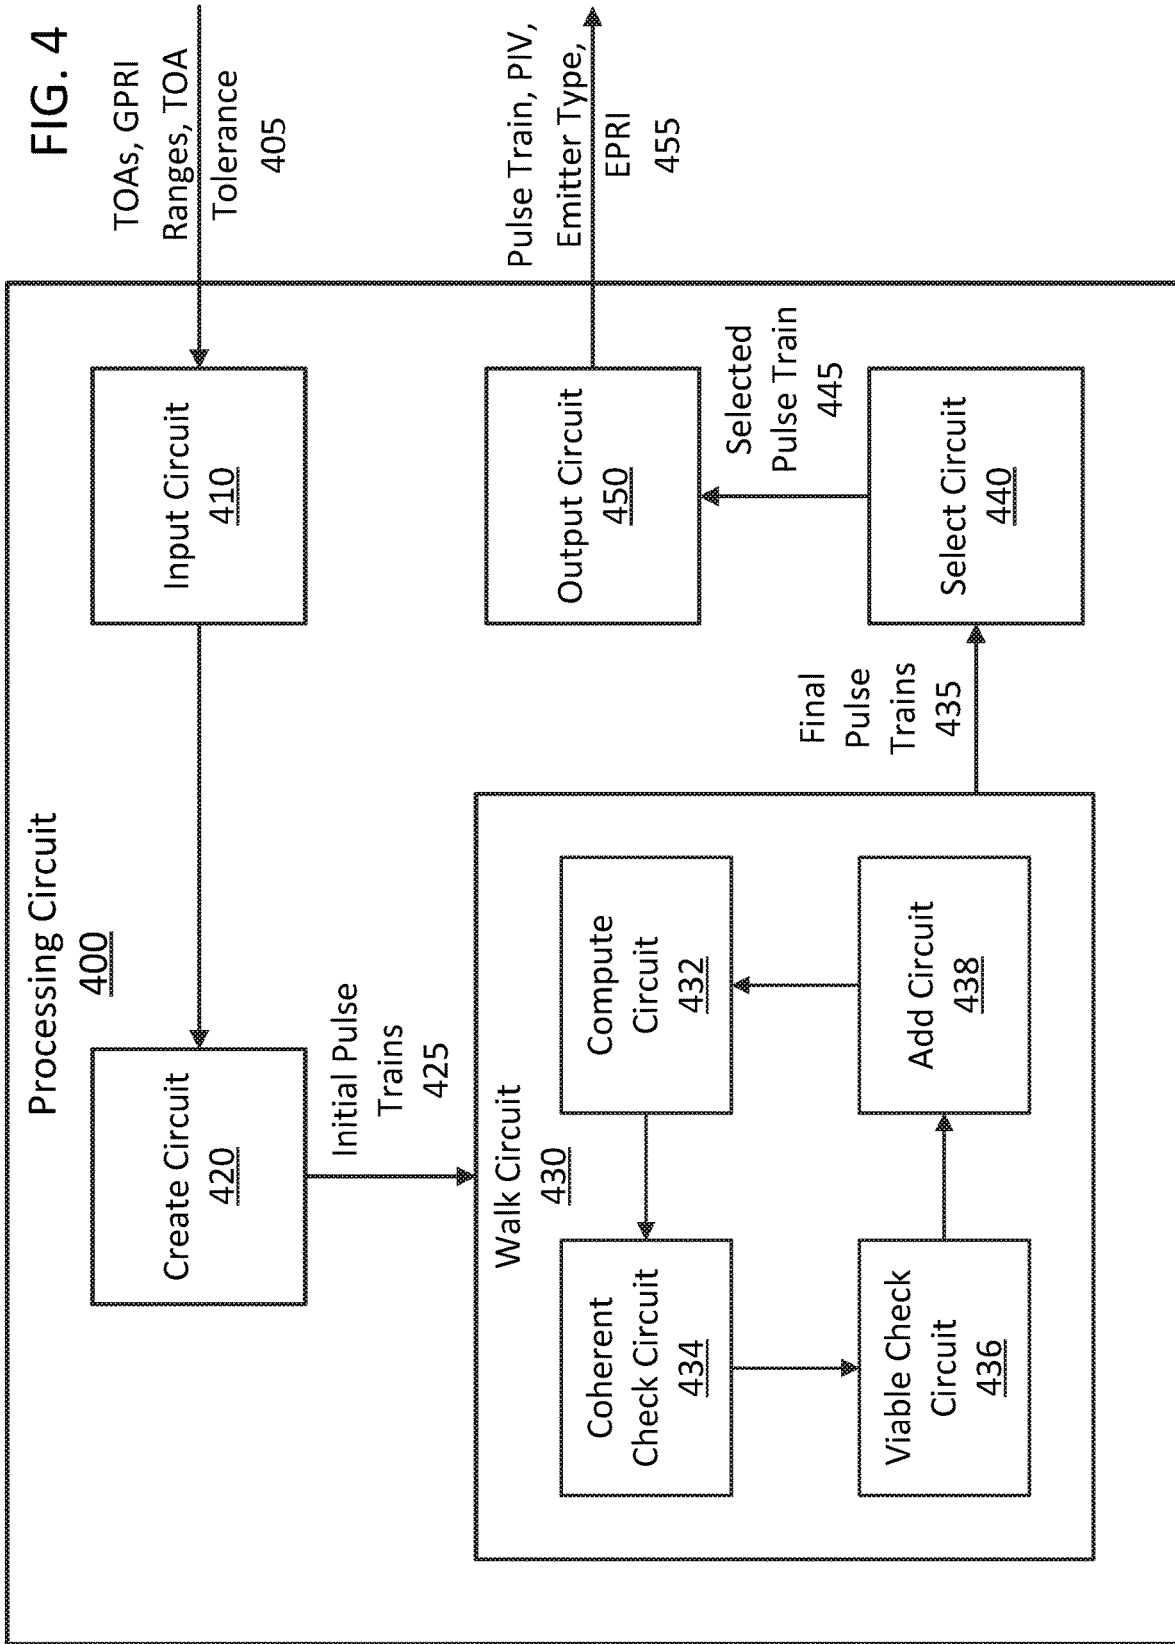 FIG. 4
Processing Circuit
400
TOAs, GPRI
Ranges, TOA
Tolerance
405
Input Circuit
410
Create Circuit
420
Initial Pulse
Trains
425
Walk Circuit
430
Compute
Circuit
432
Coherent
Check Circuit
434
Viable Check
Circuit
436
Add Circuit
438
Final
Pulse
Trains
435
Select Circuit
440
Selected
Pulse Train
445
Output Circuit
450
Pulse Train, PIV,
Emitter Type,
EPRI
455